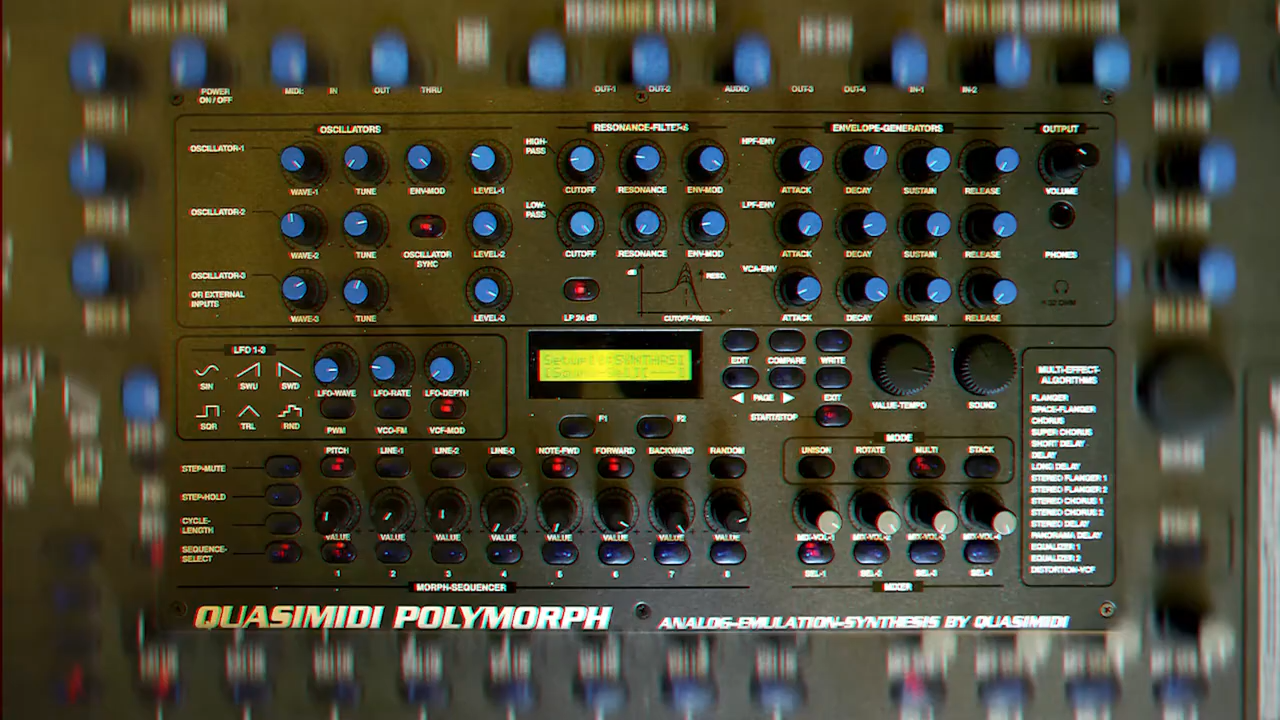 POWER MIDI: IN OUT THRU OUT-1 OUT-2 AUDIO OUT-3 OUT-4 IN-1 IN-2
ON / OFF
OSCILLATORS RESONANCE-FILTERS ENVELOPE-GENERATORS OUTPUT
OSCILLATOR-1 HIGH-PASS HPF-ENV
WAVE-1 TUNE ENV-MOD LEVEL-1 CUTOFF RESONANCE ENV-MOD ATTACK DECAY SUSTAIN RELEASE VOLUME
OSCILLATOR-2 LOW-PASS LPF-ENV
WAVE-2 TUNE OSCILLATOR SYNC LEVEL-2 CUTOFF RESONANCE ENV-MOD ATTACK DECAY SUSTAIN RELEASE PHONES
OSCILLATOR-3 dB RESO. VCA-ENV
OR EXTERNAL INPUTS
WAVE-3 TUNE LEVEL-3 LP 24 dB CUTOFF-FREQ. ATTACK DECAY SUSTAIN RELEASE
LFO 1-3
SIN SWU SWD LFO-WAVE LFO-RATE LFO-DEPTH EDIT COMPARE WRITE
SQR TRL RND PWM VCO-FM VCF-MOD F1 F2 PAGE EXIT
START/STOP VALUE-TEMPO SOUND
MULTI-EFFECT-
ALGORITHMS
FLANGER
SPACE-FLANGER
CHORUS
SUPER CHORUS
SHORT DELAY
DELAY
LONG DELAY
STEREO FLANGER 1
STEREO FLANGER 2
STEREO CHORUS 1
STEREO CHORUS 2
STEREO DELAY
PANORAMA DELAY
EQUALIZER 1
EQUALIZER 2
DISTORTION-VCF
MODE
PITCH LINE-1 LINE-2 LINE-3 NOTE-FWD FORWARD BACKWARD RANDOM UNISON ROTATE MULTI STACK
STEP-MUTE
STEP-HOLD
CYCLE-
LENGTH
VALUE VALUE VALUE VALUE VALUE VALUE VALUE VALUE MIX-VOL-1 MIX-VOL-2 MIX-VOL-3 MIX-VOL-4
SEQUENCE-
SELECT
1 2 3 4 5 6 7 8 SEL-1 SEL-2 SEL-3 SEL-4
MORPH-SEQUENCER MIXER
QUASIMIDI POLYMORPH ANALOG-EMULATION-SYNTHESIS BY QUASIMIDI